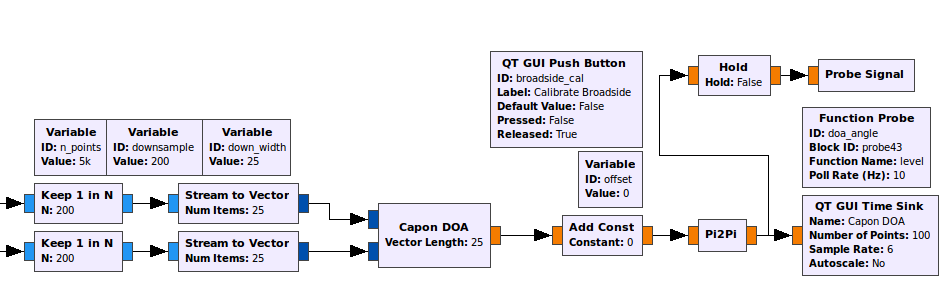 QT GUI Push Button
ID: broadside_cal
Label: Calibrate Broadside
Default Value: False
Pressed: False
Released: True
Hold
Hold: False
Probe Signal
Function Probe
ID: doa_angle
Block ID: probe43
Function Name: level
Poll Rate (Hz): 10
Variable
ID: n_points
Value: 5k
Variable
ID: downsample
Value: 200
Variable
ID: down_width
Value: 25
Variable
ID: offset
Value: 0
Keep 1 in N
N: 200
Stream to Vector
Num Items: 25
Keep 1 in N
N: 200
Stream to Vector
Num Items: 25
Capon DOA
Vector Length: 25
Add Const
Constant: 0
Pi2Pi
QT GUI Time Sink
Name: Capon DOA
Number of Points: 100
Sample Rate: 6
Autoscale: No